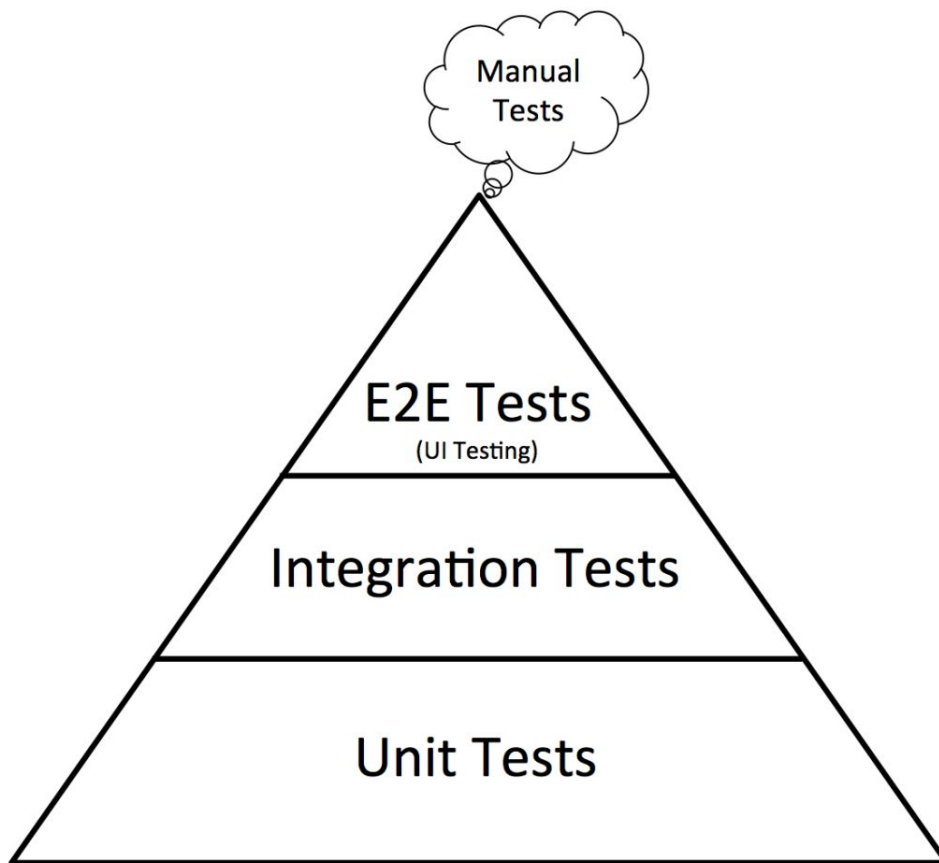 Manual
Tests
E2E Tests
(UI Testing)
Integration Tests
Unit Tests